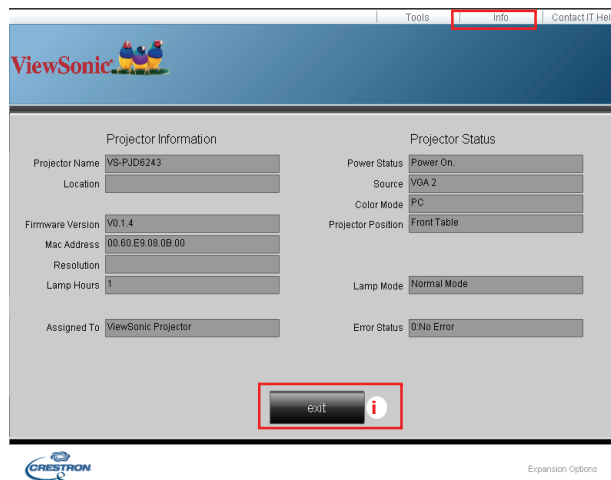 Tools Info Contact IT Hel
ViewSonic
Projector Information Projector Status
Projector Name VS-PJD6243 Power Status Power On.
Location Source VGA 2
Color Mode PC
Firmware Version V0.1.4 Projector Position Front Table
Mac Address 00.60.E9.08.0B.00
Resolution
Lamp Hours 1 Lamp Mode Normal Mode
Assigned To ViewSonic Projector Error Status 0:No Error
exit i
CRESTRON Expansion Options